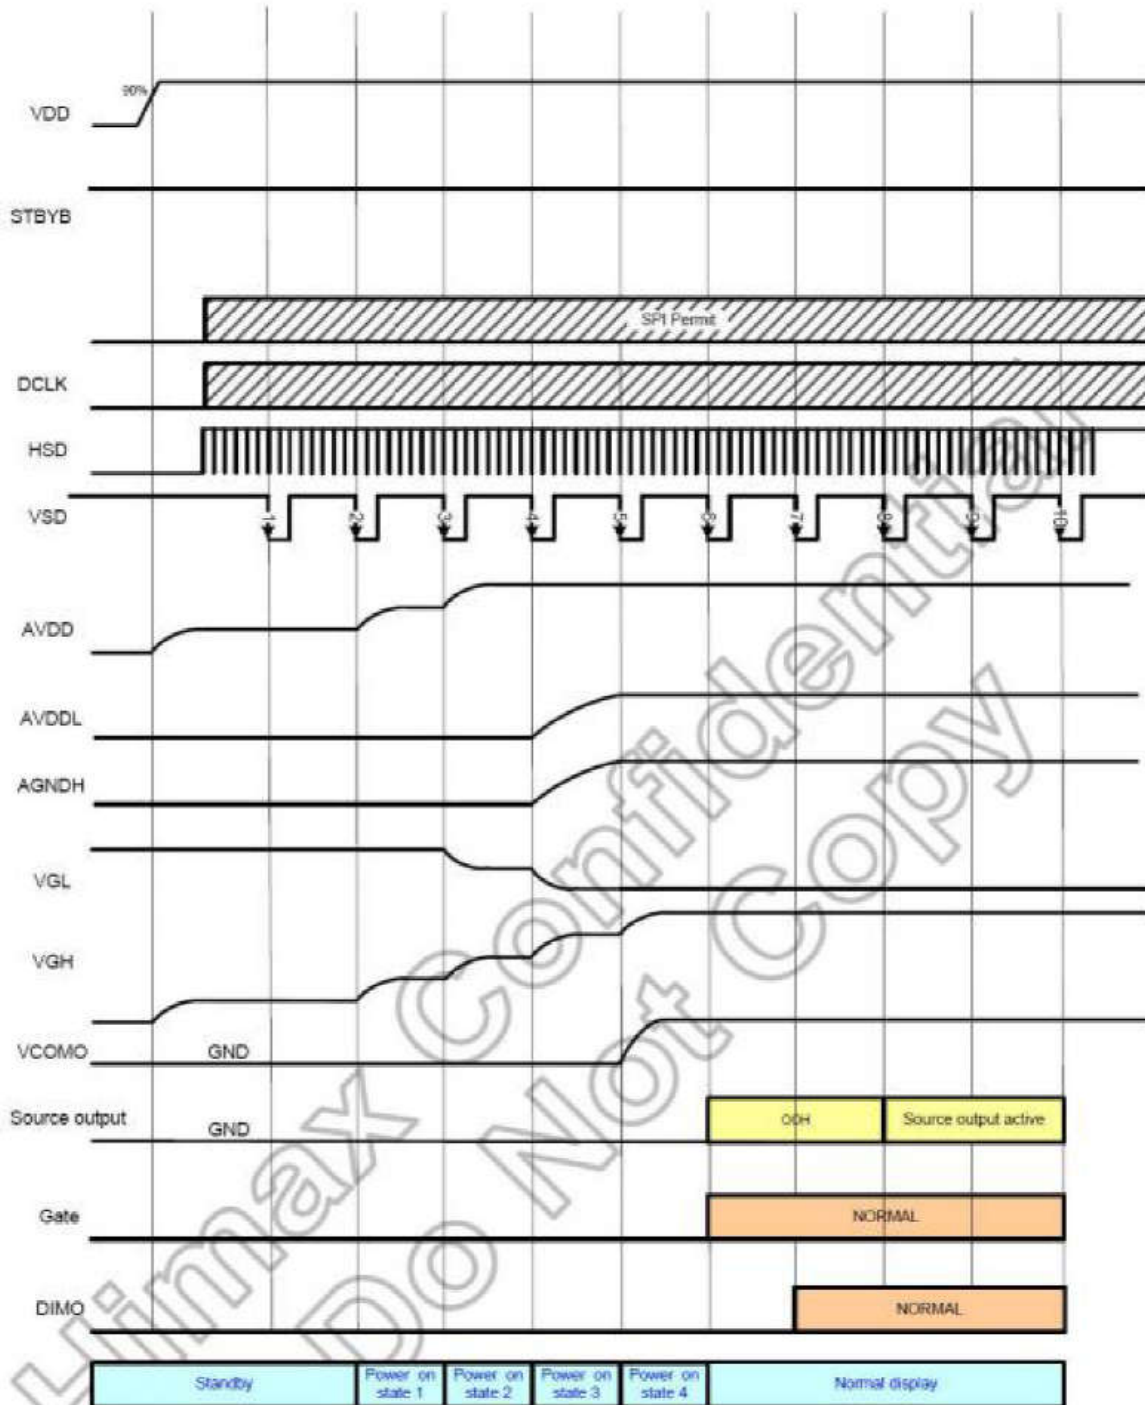 90%
VDD
STBYB
SPI Permit
DCLK
HSD
VSD
1
2
3
4
5
6
7
8
9
10
AVDD
AVDDL
AGNDH
VGL
VGH
VCOMO
GND
Source output
GND
00H
Source output active
Gate
NORMAL
DIMO
NORMAL
Standby
Power on
state 1
Power on
state 2
Power on
state 3
Power on
state 4
Normal display
Himax Confidential
Do Not Copy